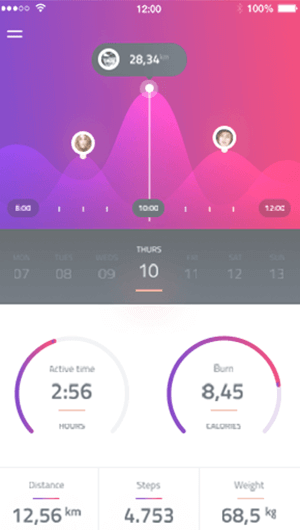 12:00 100%
28,34 km
8:00 10:00 12:00
THURS
MON TUES WEDS FRI SAT SUN
07 08 09 10 11 12 13
Active time Burn
2:56 8,45
HOURS CALORIES
Distance Steps Weight
12,56 km 4.753 68,5 kg